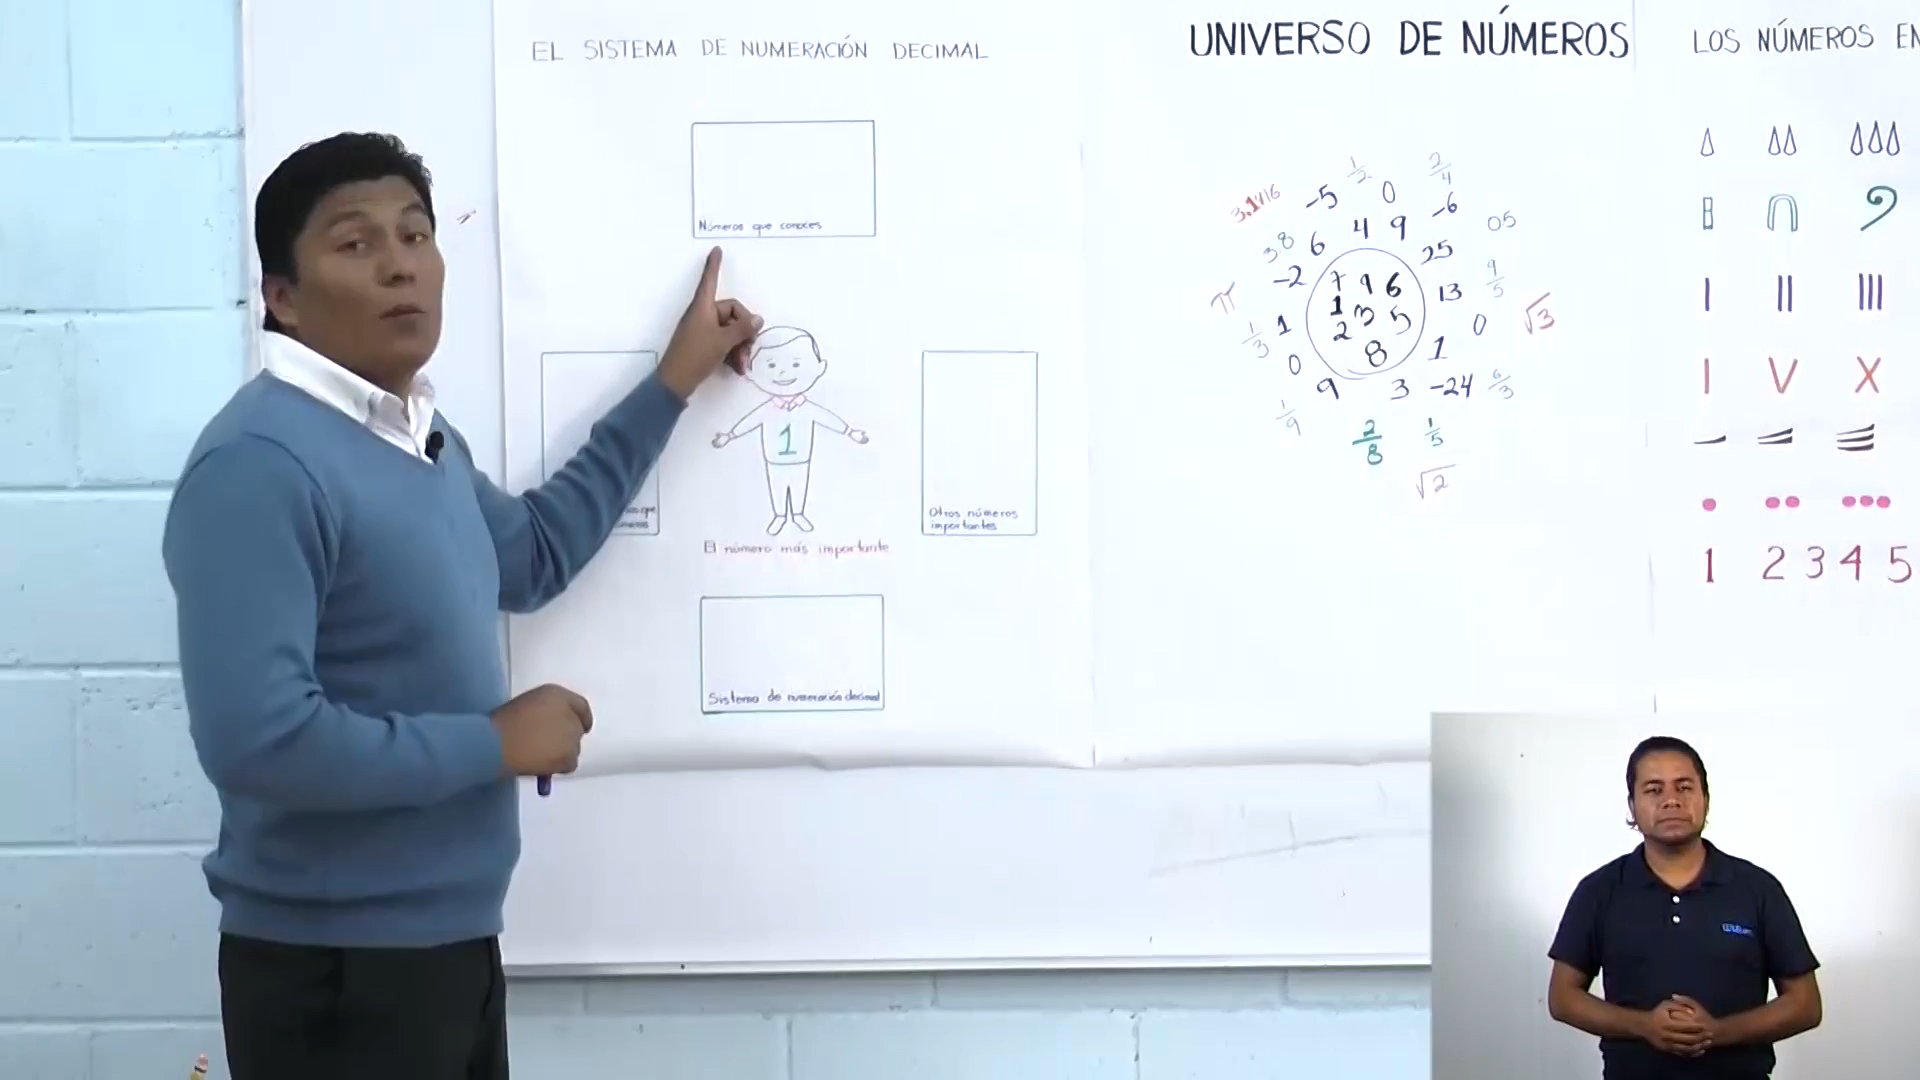 EL SISTEMA DE NUMERACIÓN DECIMAL
Números que conoces
1
que
Otros números
importantes
El número más importante
Sistema de numeración decimal
UNIVERSO DE NÚMEROS
1/2 2/4
3.1416 -5 0 -6
3.8 6 4 9 25 05
-2 7 9 6 13 9/5
π 1 3 5 0 √3
1/3 1 2 8 1
0 9 3 -24 6/3
1/9 2/8 1/5
√2
LOS NÚMEROS EN
I II III
I V X
1 2 3 4 5